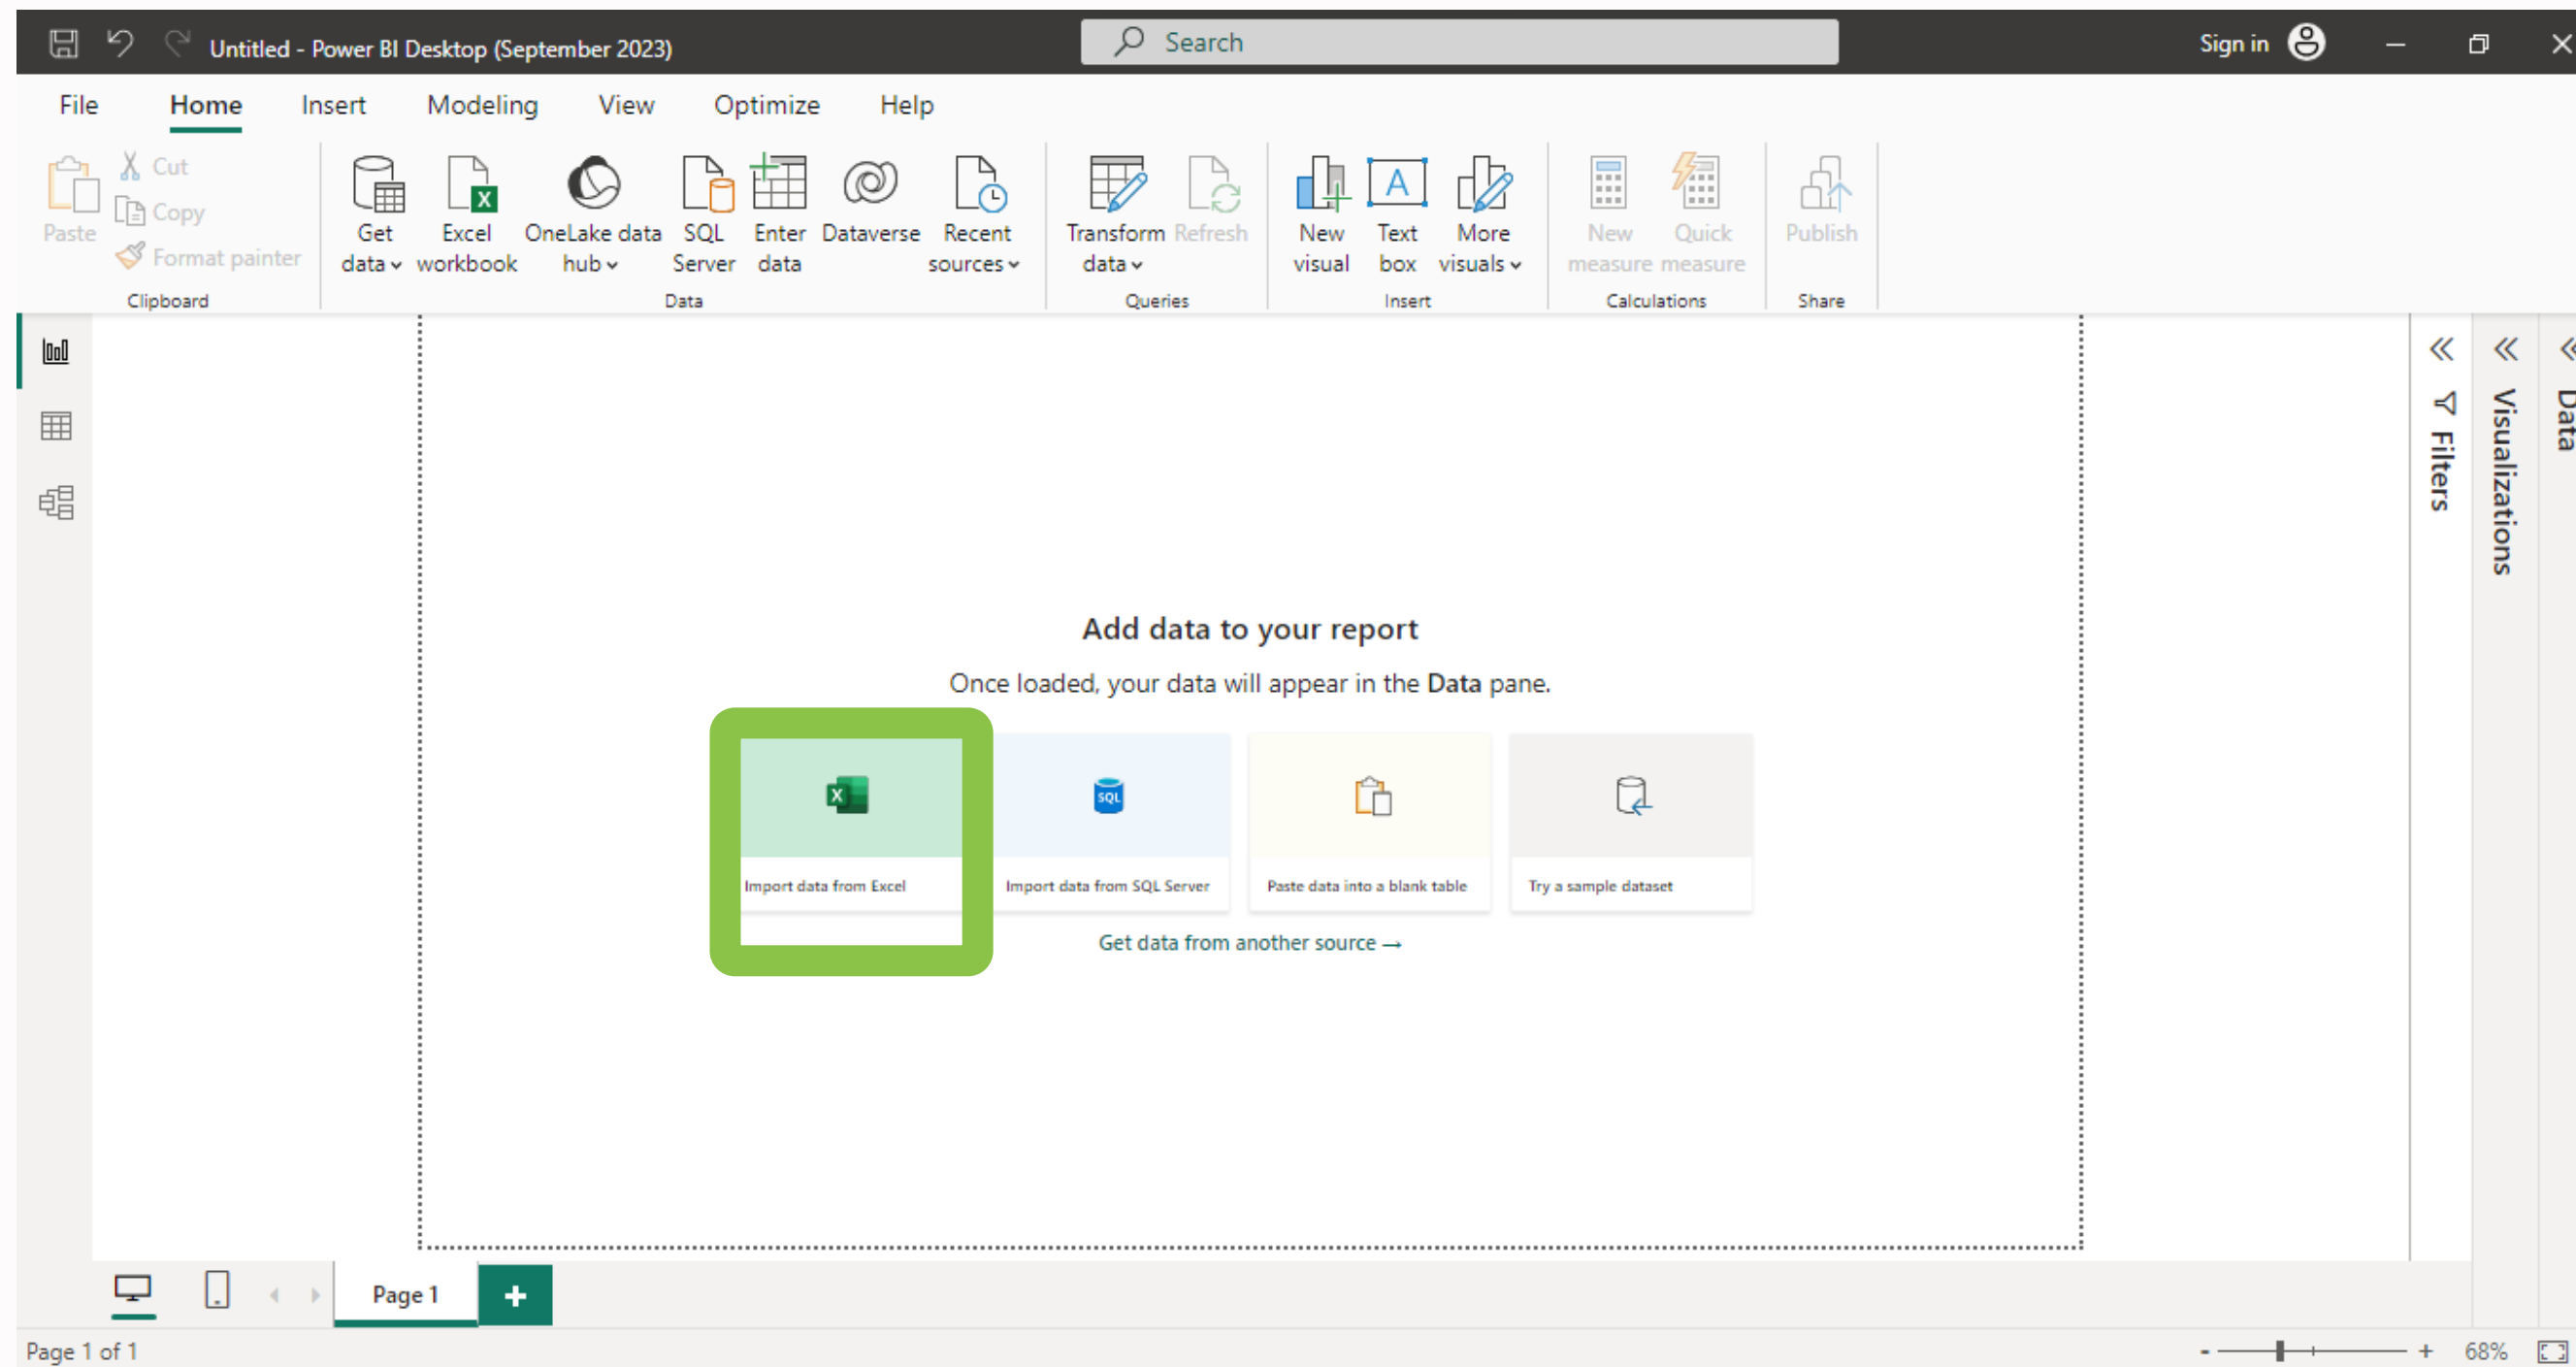 Untitled - Power BI Desktop (September 2023)
Search
Sign in
File Home Insert Modeling View Optimize Help
Paste
Cut
Copy
Format painter
Clipboard
Get data
Excel workbook
OneLake data hub
SQL Server
Enter data
Dataverse
Recent sources
Data
Transform data
Refresh
Queries
New visual
Text box
More visuals
Insert
New measure
Quick measure
Calculations
Publish
Share
Filters
Visualizations
Data
Add data to your report
Once loaded, your data will appear in the Data pane.
SQL
Import data from Excel
Import data from SQL Server
Paste data into a blank table
Try a sample dataset
Get data from another source →
Page 1
Page 1 of 1
- + 68%